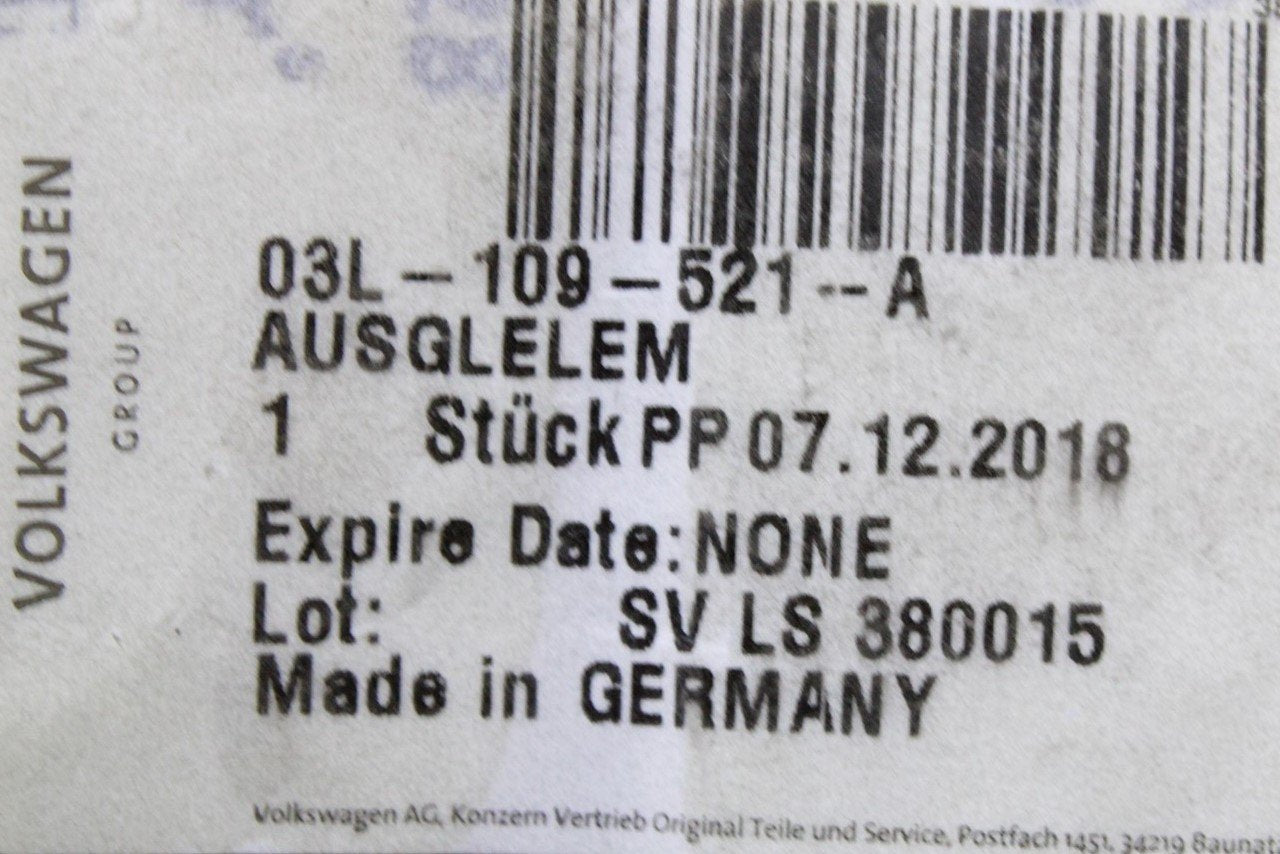 VOLKSWAGEN
GROUP
03L-109-521--A
AUSGLELEM
1 Stück PP 07.12.2018
Expire Date:NONE
Lot: SV LS 380015
Made in GERMANY
Volkswagen AG, Konzern Vertrieb Original Teile und Service, Postfach 1451, 34219